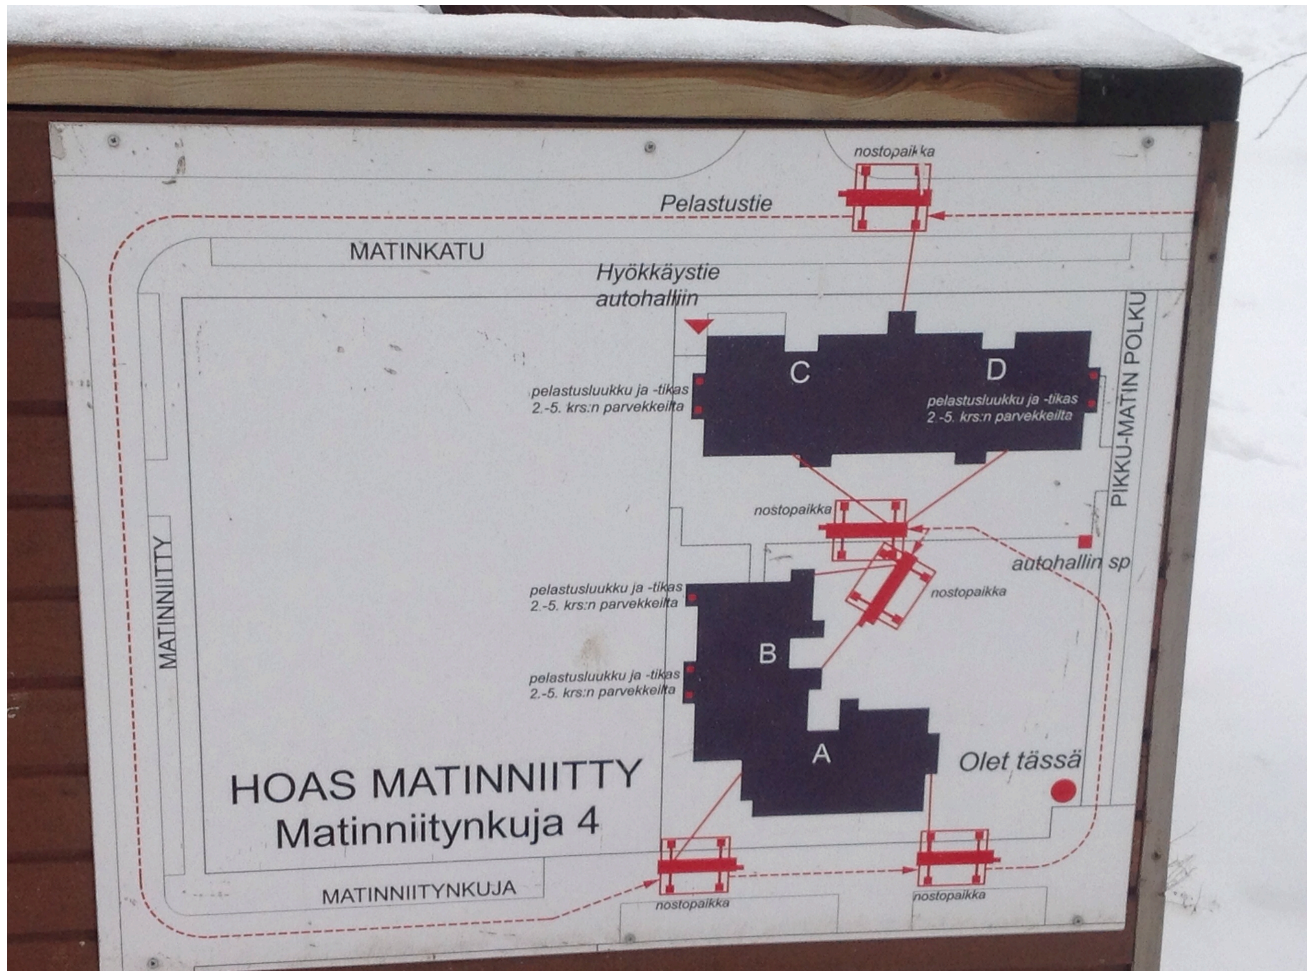 nostopaikka
Pelastustie
MATINKATU
Hyökkäystie
autohalliin
C
D
pelastusluukku ja -tikas
2.-5. krs:n parvekkeilta
pelastusluukku ja -tikas
2.-5. krs:n parvekkeilta
PIKKU-MATIN POLKU
nostopaikka
autohallin sp
MATINNIITTY
pelastusluukku ja -tikas
2.-5. krs:n parvekkeilta
nostopaikka
B
pelastusluukku ja -tikas
2.-5. krs:n parvekkeilta
A
Olet tässä
HOAS MATINNIITTY
Matinniitynkuja 4
MATINNIITYNKUJA
nostopaikka
nostopaikka